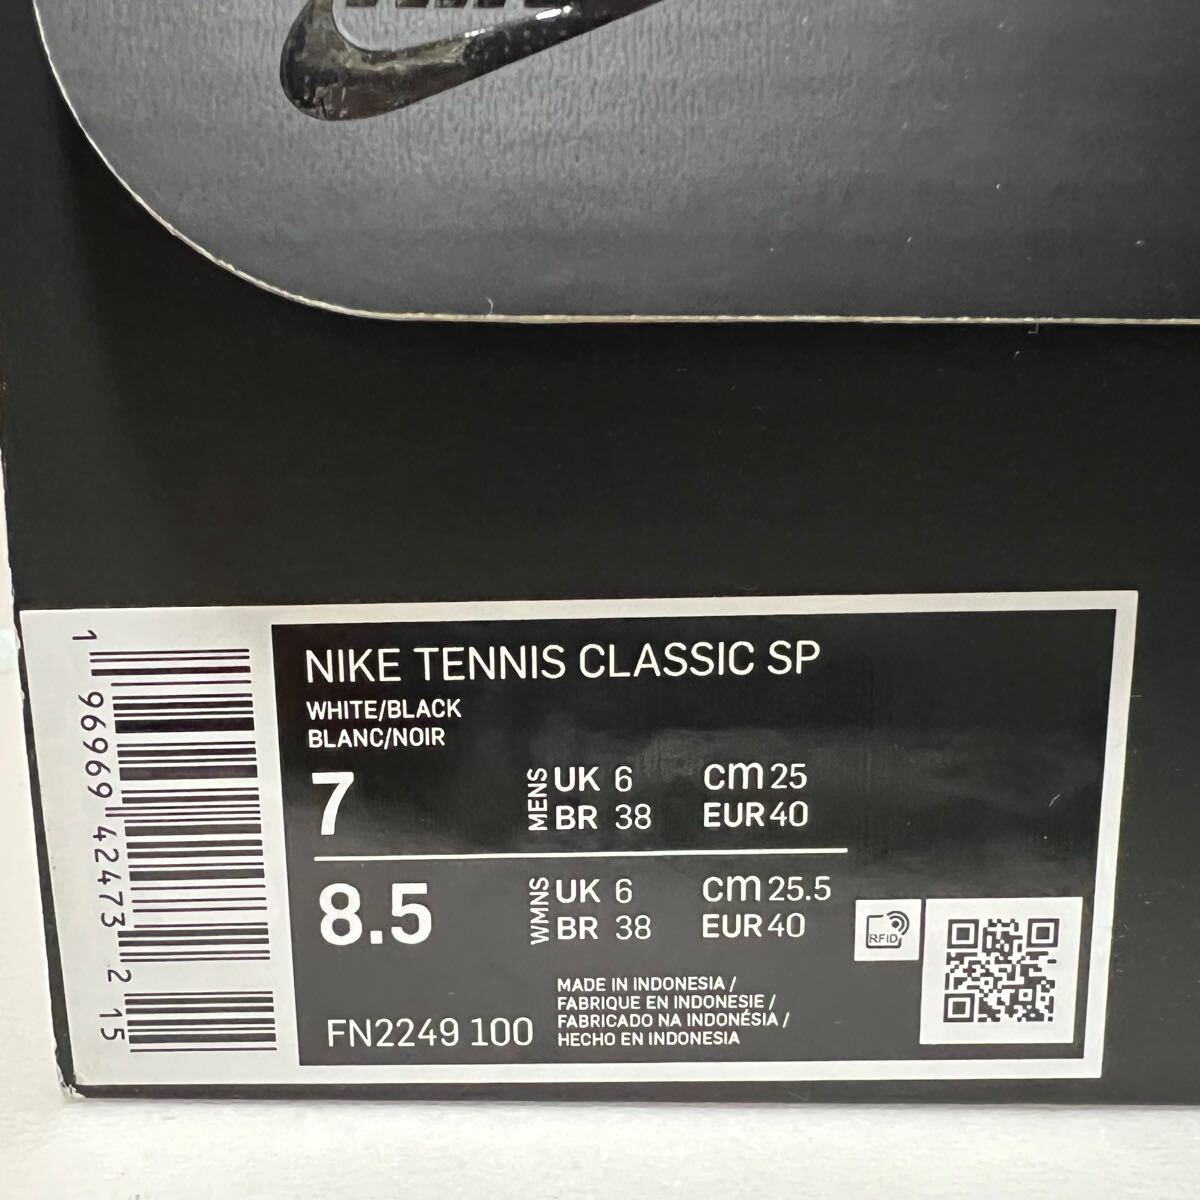 NIKE TENNIS CLASSIC SP
WHITE/BLACK
BLANC/NOIR
7
MENS
UK 6
cm 25
BR 38
EUR 40
8.5
WMNS
UK 6
cm 25.5
BR 38
EUR 40
RFID
FN2249 100
MADE IN INDONESIA /
FABRIQUE EN INDONESIE /
FABRICADO NA INDONÉSIA /
HECHO EN INDONESIA
1 96969 42473 2 15